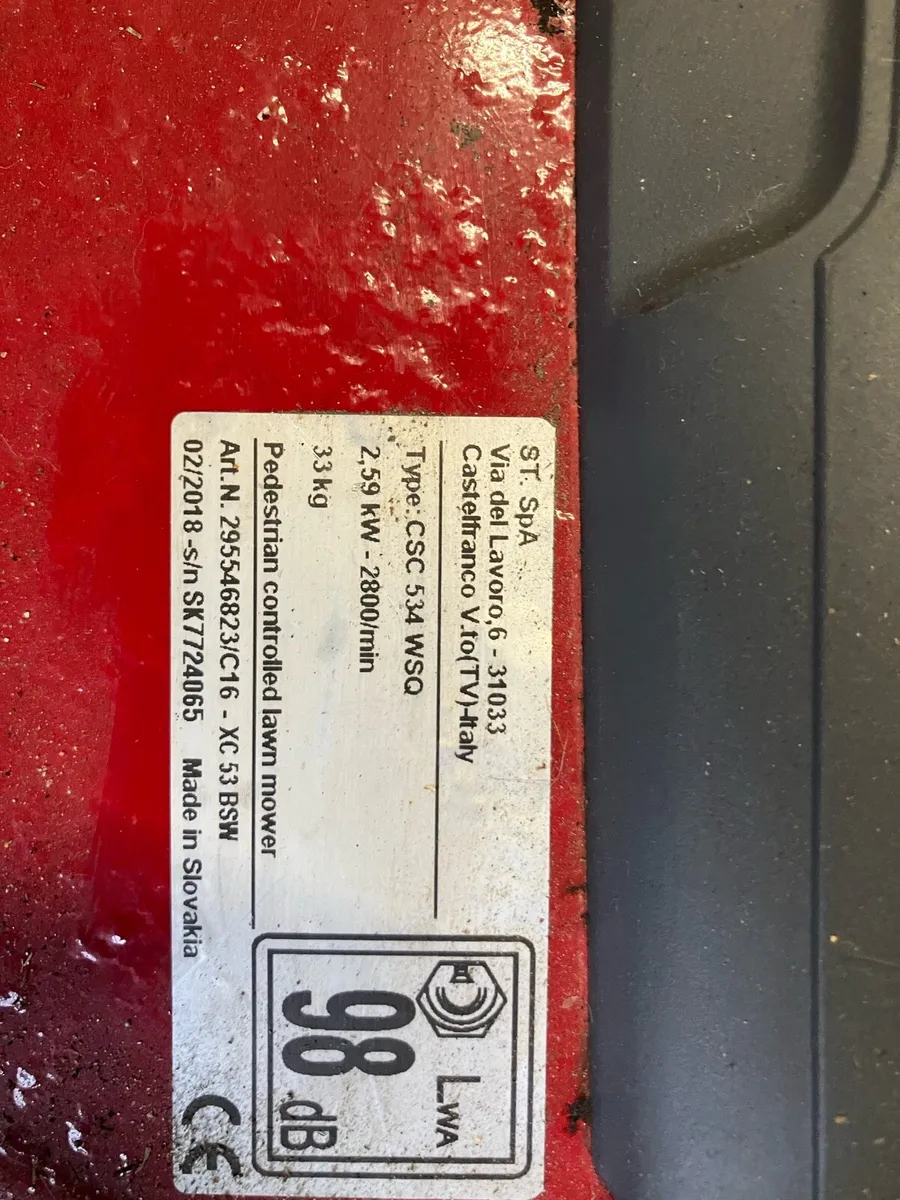 ST. SpA
Via del Lavoro,6 - 31033
Castelfranco V.to(TV)-Italy
Type: CSC 534 WSQ
2,59 kW - 2800/min
33 kg
Pedestrian controlled lawn mower
Art.N. 295546823/C16 - XC 53 BSW
02/2018 -s/n SK7724065 Made in Slovakia
LWA
98 dB
CE